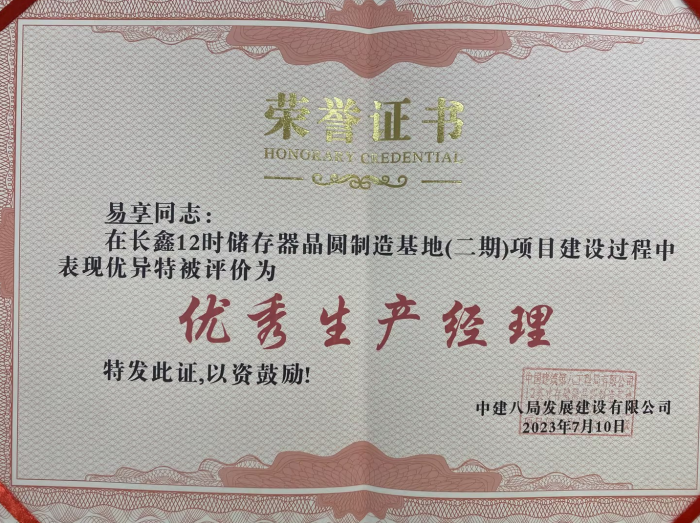 荣誉证书
HONORARY CREDENTIAL
易享同志:
在长鑫12吋储存器晶圆制造基地(二期)项目建设过程中
表现优异特被评价为
优秀生产经理
特发此证,以资鼓励!
中建八局发展建设有限公司
2023年7月10日